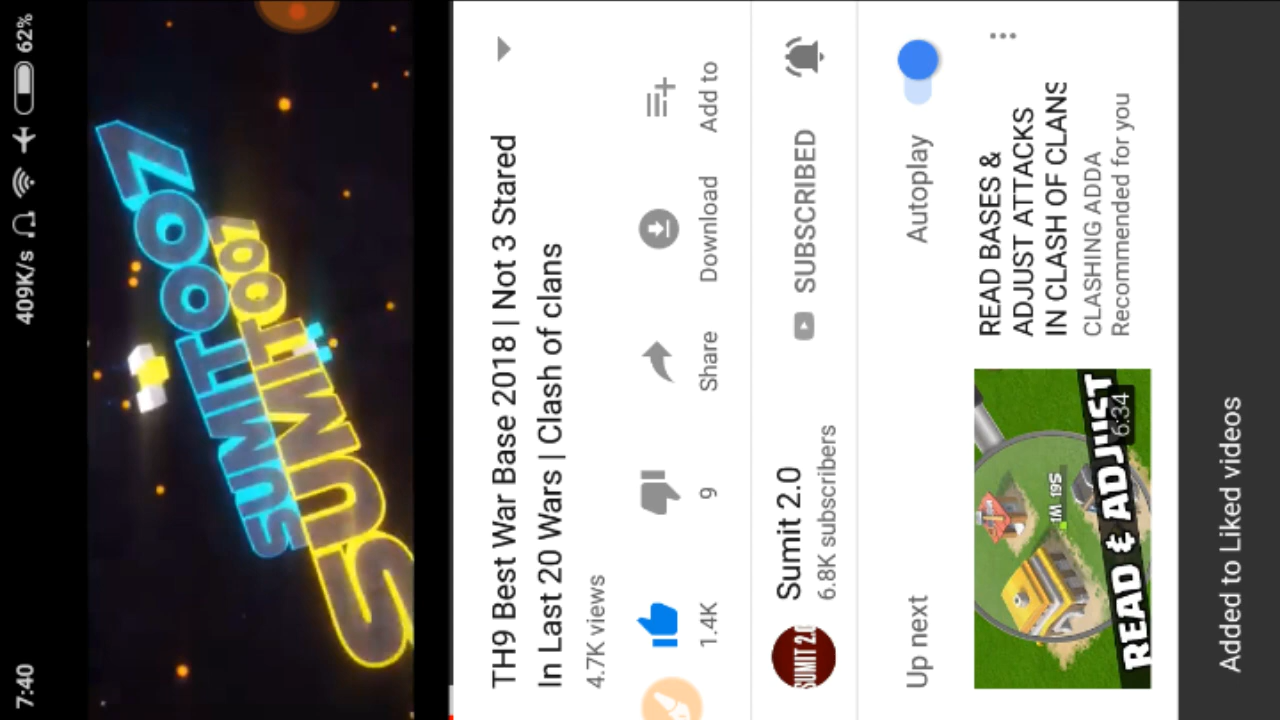 7:40
409K/s
62%
SUMIT 007
SUMIT 007
TH9 Best War Base 2018 | Not 3 Stared
In Last 20 Wars | Clash of clans
4.7K views
1.4K
9
Share
Download
Add to
SUMIT 2.0
Sumit 2.0
6.8K subscribers
SUBSCRIBED
Up next
Autoplay
1M 19S
READ & ADJUST
6:34
READ BASES &
ADJUST ATTACKS
IN CLASH OF CLANS
CLASHING ADDA
Recommended for you
Added to Liked videos